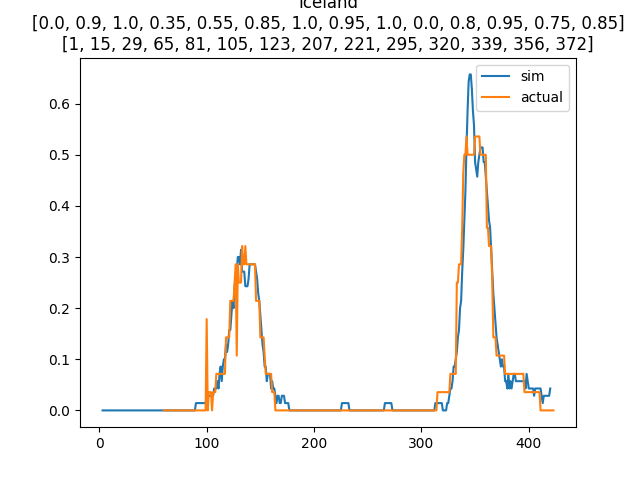 Iceland
[0.0, 0.9, 1.0, 0.35, 0.55, 0.85, 1.0, 0.95, 1.0, 0.0, 0.8, 0.95, 0.75, 0.85]
[1, 15, 29, 65, 81, 105, 123, 207, 221, 295, 320, 339, 356, 372]
sim
actual
0.6
0.5
0.4
0.3
0.2
0.1
0.0
0 100 200 300 400